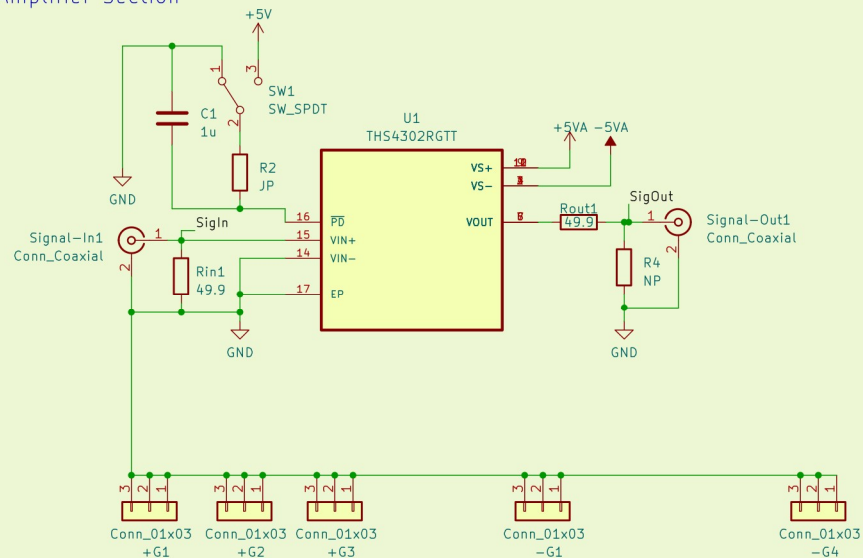 Amplifier Section
+5V
1
3
SW1
SW_SPDT
C1
1u
2
R2
JP
GND
U1
THS4302RGTT
+5VA
-5VA
VS+
VS-
VOUT
16
PD
15
VIN+
14
VIN-
17
EP
SigIn
Signal-In1
Conn_Coaxial
1
2
Rin1
49.9
GND
Rout1
49.9
SigOut
1
2
Signal-Out1
Conn_Coaxial
R4
NP
GND
3 2 1
3 2 1
3 2 1
3 2 1
3 2 1
Conn_01x03
+G1
Conn_01x03
+G2
Conn_01x03
+G3
Conn_01x03
-G1
Conn_01x03
-G4